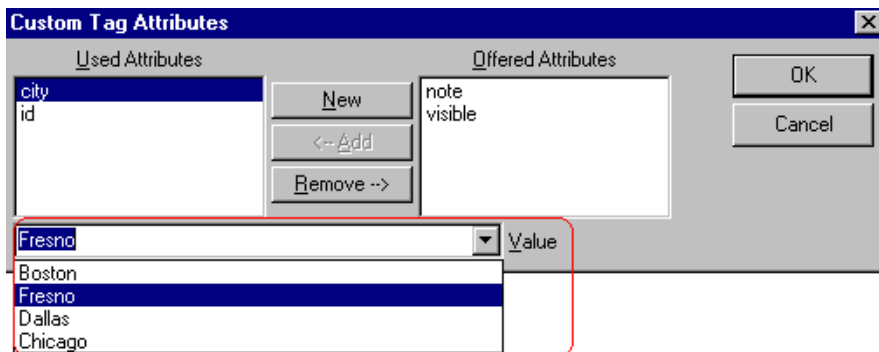 Custom Tag Attributes
Used Attributes
Offered Attributes
city
id
New
<-- Add
Remove -->
note
visible
OK
Cancel
Fresno
Value
Boston
Fresno
Dallas
Chicago